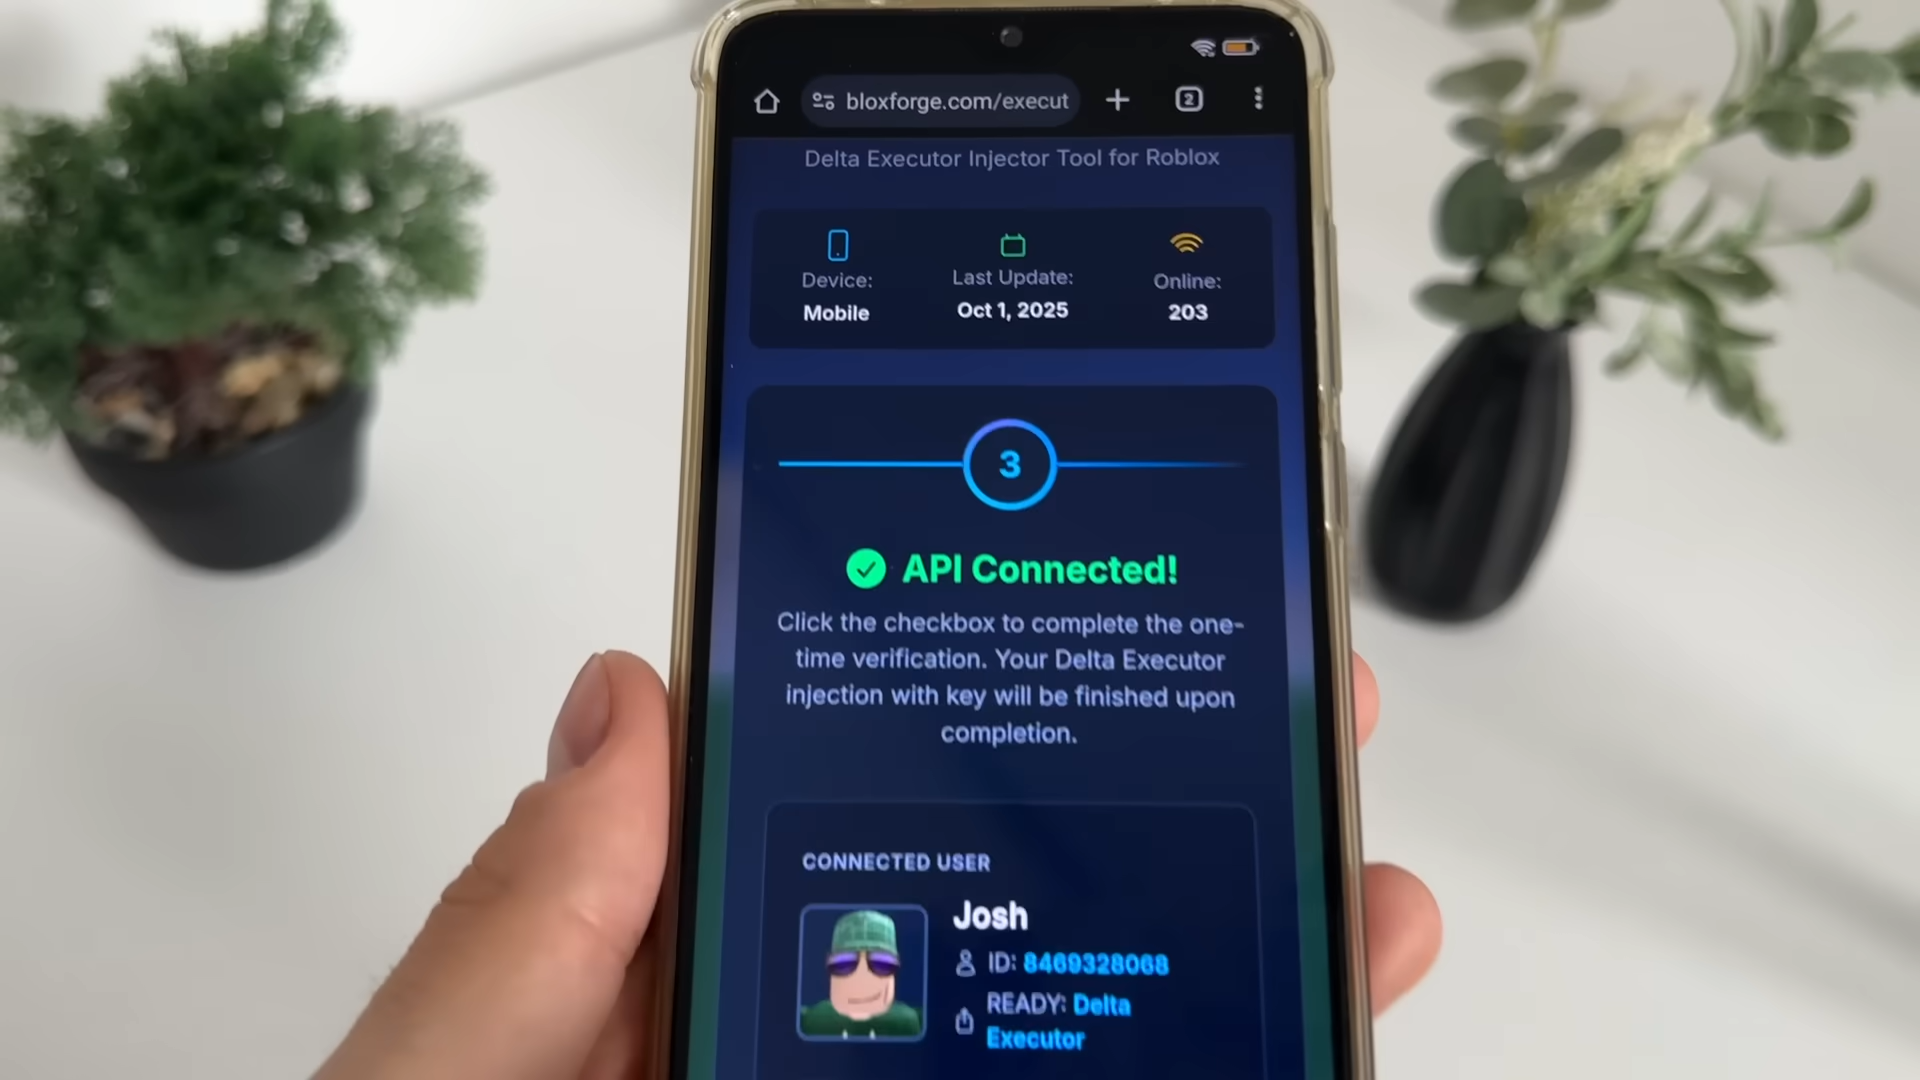 bloxforge.com/execut
2
Delta Executor Injector Tool for Roblox
Device:
Mobile
Last Update:
Oct 1, 2025
Online:
203
3
API Connected!
Click the checkbox to complete the one-
time verification. Your Delta Executor
injection with key will be finished upon
completion.
CONNECTED USER
Josh
ID: 8469328068
READY: Delta
Executor